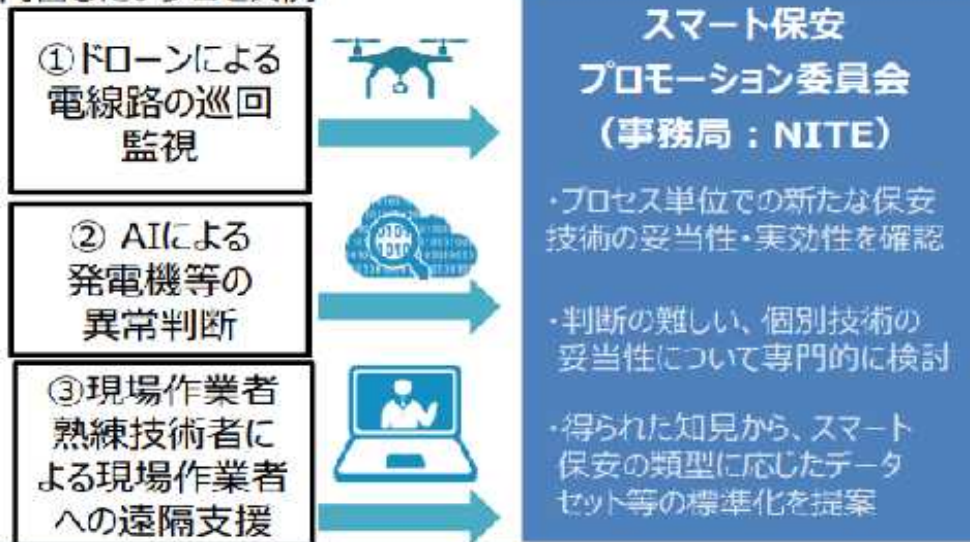 ①ドローンによる
電線路の巡回
監視
② AIによる
発電機等の
異常判断
③現場作業者
熟練技術者に
よる現場作業者
への遠隔支援
スマート保安
プロモーション委員会
（事務局：NITE）
・プロセス単位での新たな保安
技術の妥当性・実効性を確認
・判断の難しい、個別技術の
妥当性について専門的に検討
・得られた知見から、スマート
保安の類型に応じたデータ
セット等の標準化を提案